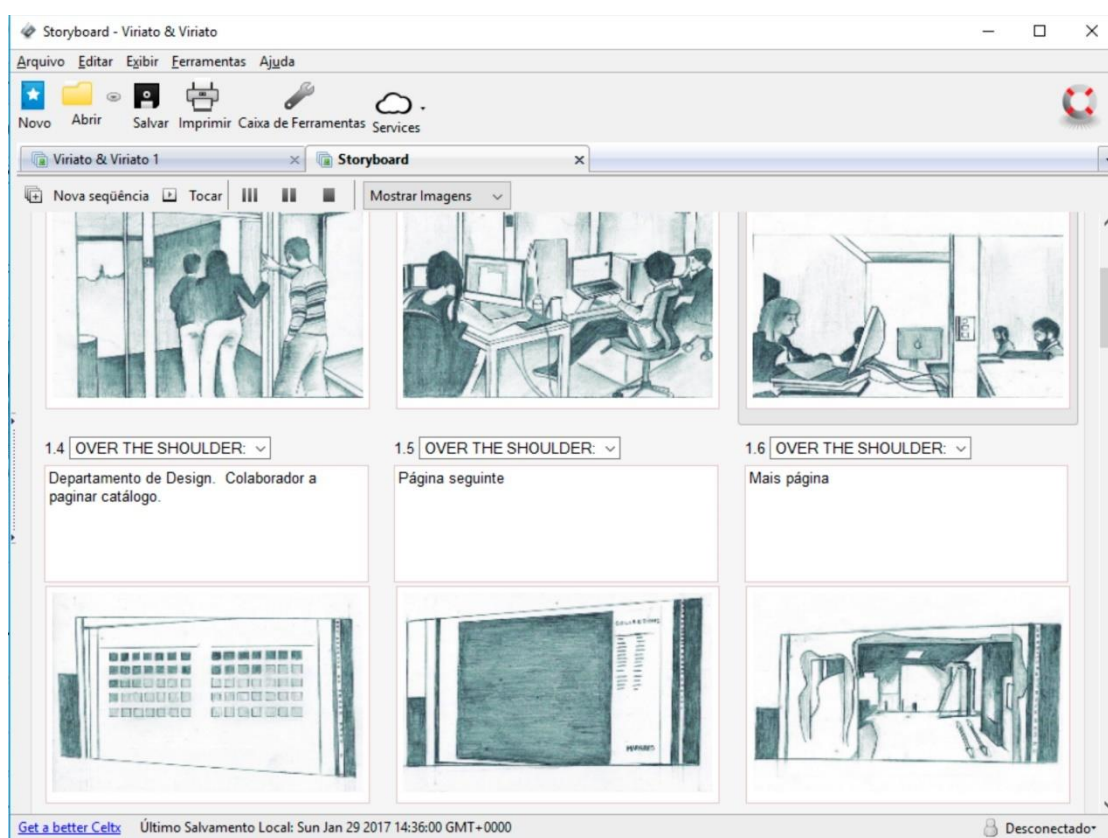 Storyboard - Viriato & Viriato
Arquivo Editar Exibir Ferramentas Ajuda
Novo Abrir Salvar Imprimir Caixa de Ferramentas Services
Viriato & Viriato 1
Storyboard
Nova seqüência Tocar Mostrar Imagens
1.4 OVER THE SHOULDER:
1.5 OVER THE SHOULDER:
1.6 OVER THE SHOULDER:
Departamento de Design. Colaborador a
paginar catálogo.
Página seguinte
Mais página
Get a better Celtx Último Salvamento Local: Sun Jan 29 2017 14:36:00 GMT+0000 Desconectado